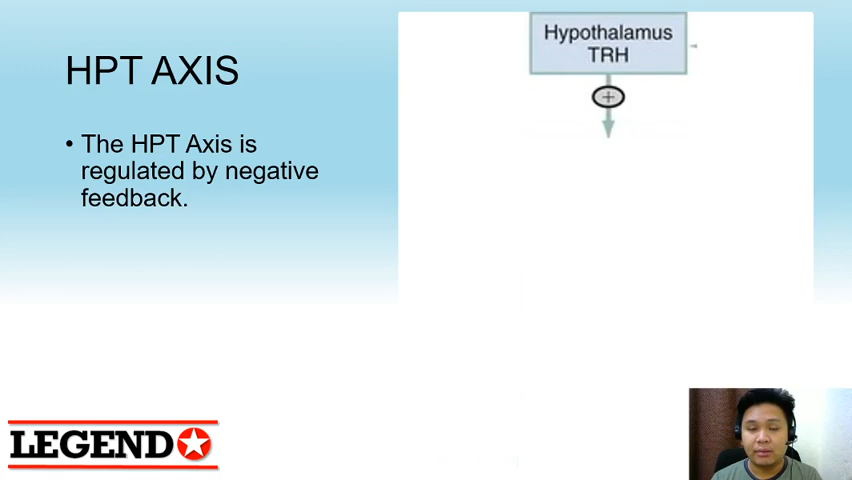 HPT AXIS
• The HPT Axis is
regulated by negative
feedback.
Hypothalamus
TRH
+
LEGEND